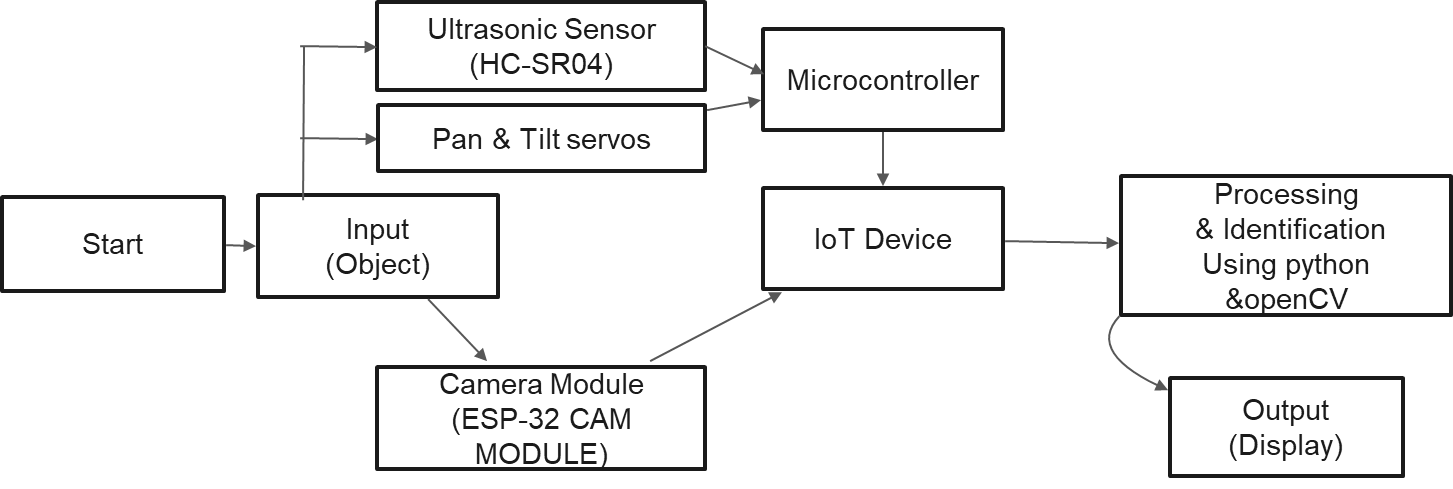 Ultrasonic Sensor
(HC-SR04)
Microcontroller
Pan & Tilt servos
Start
Input
(Object)
IoT Device
Processing
& Identification
Using python
&openCV
Camera Module
(ESP-32 CAM
MODULE)
Output
(Display)